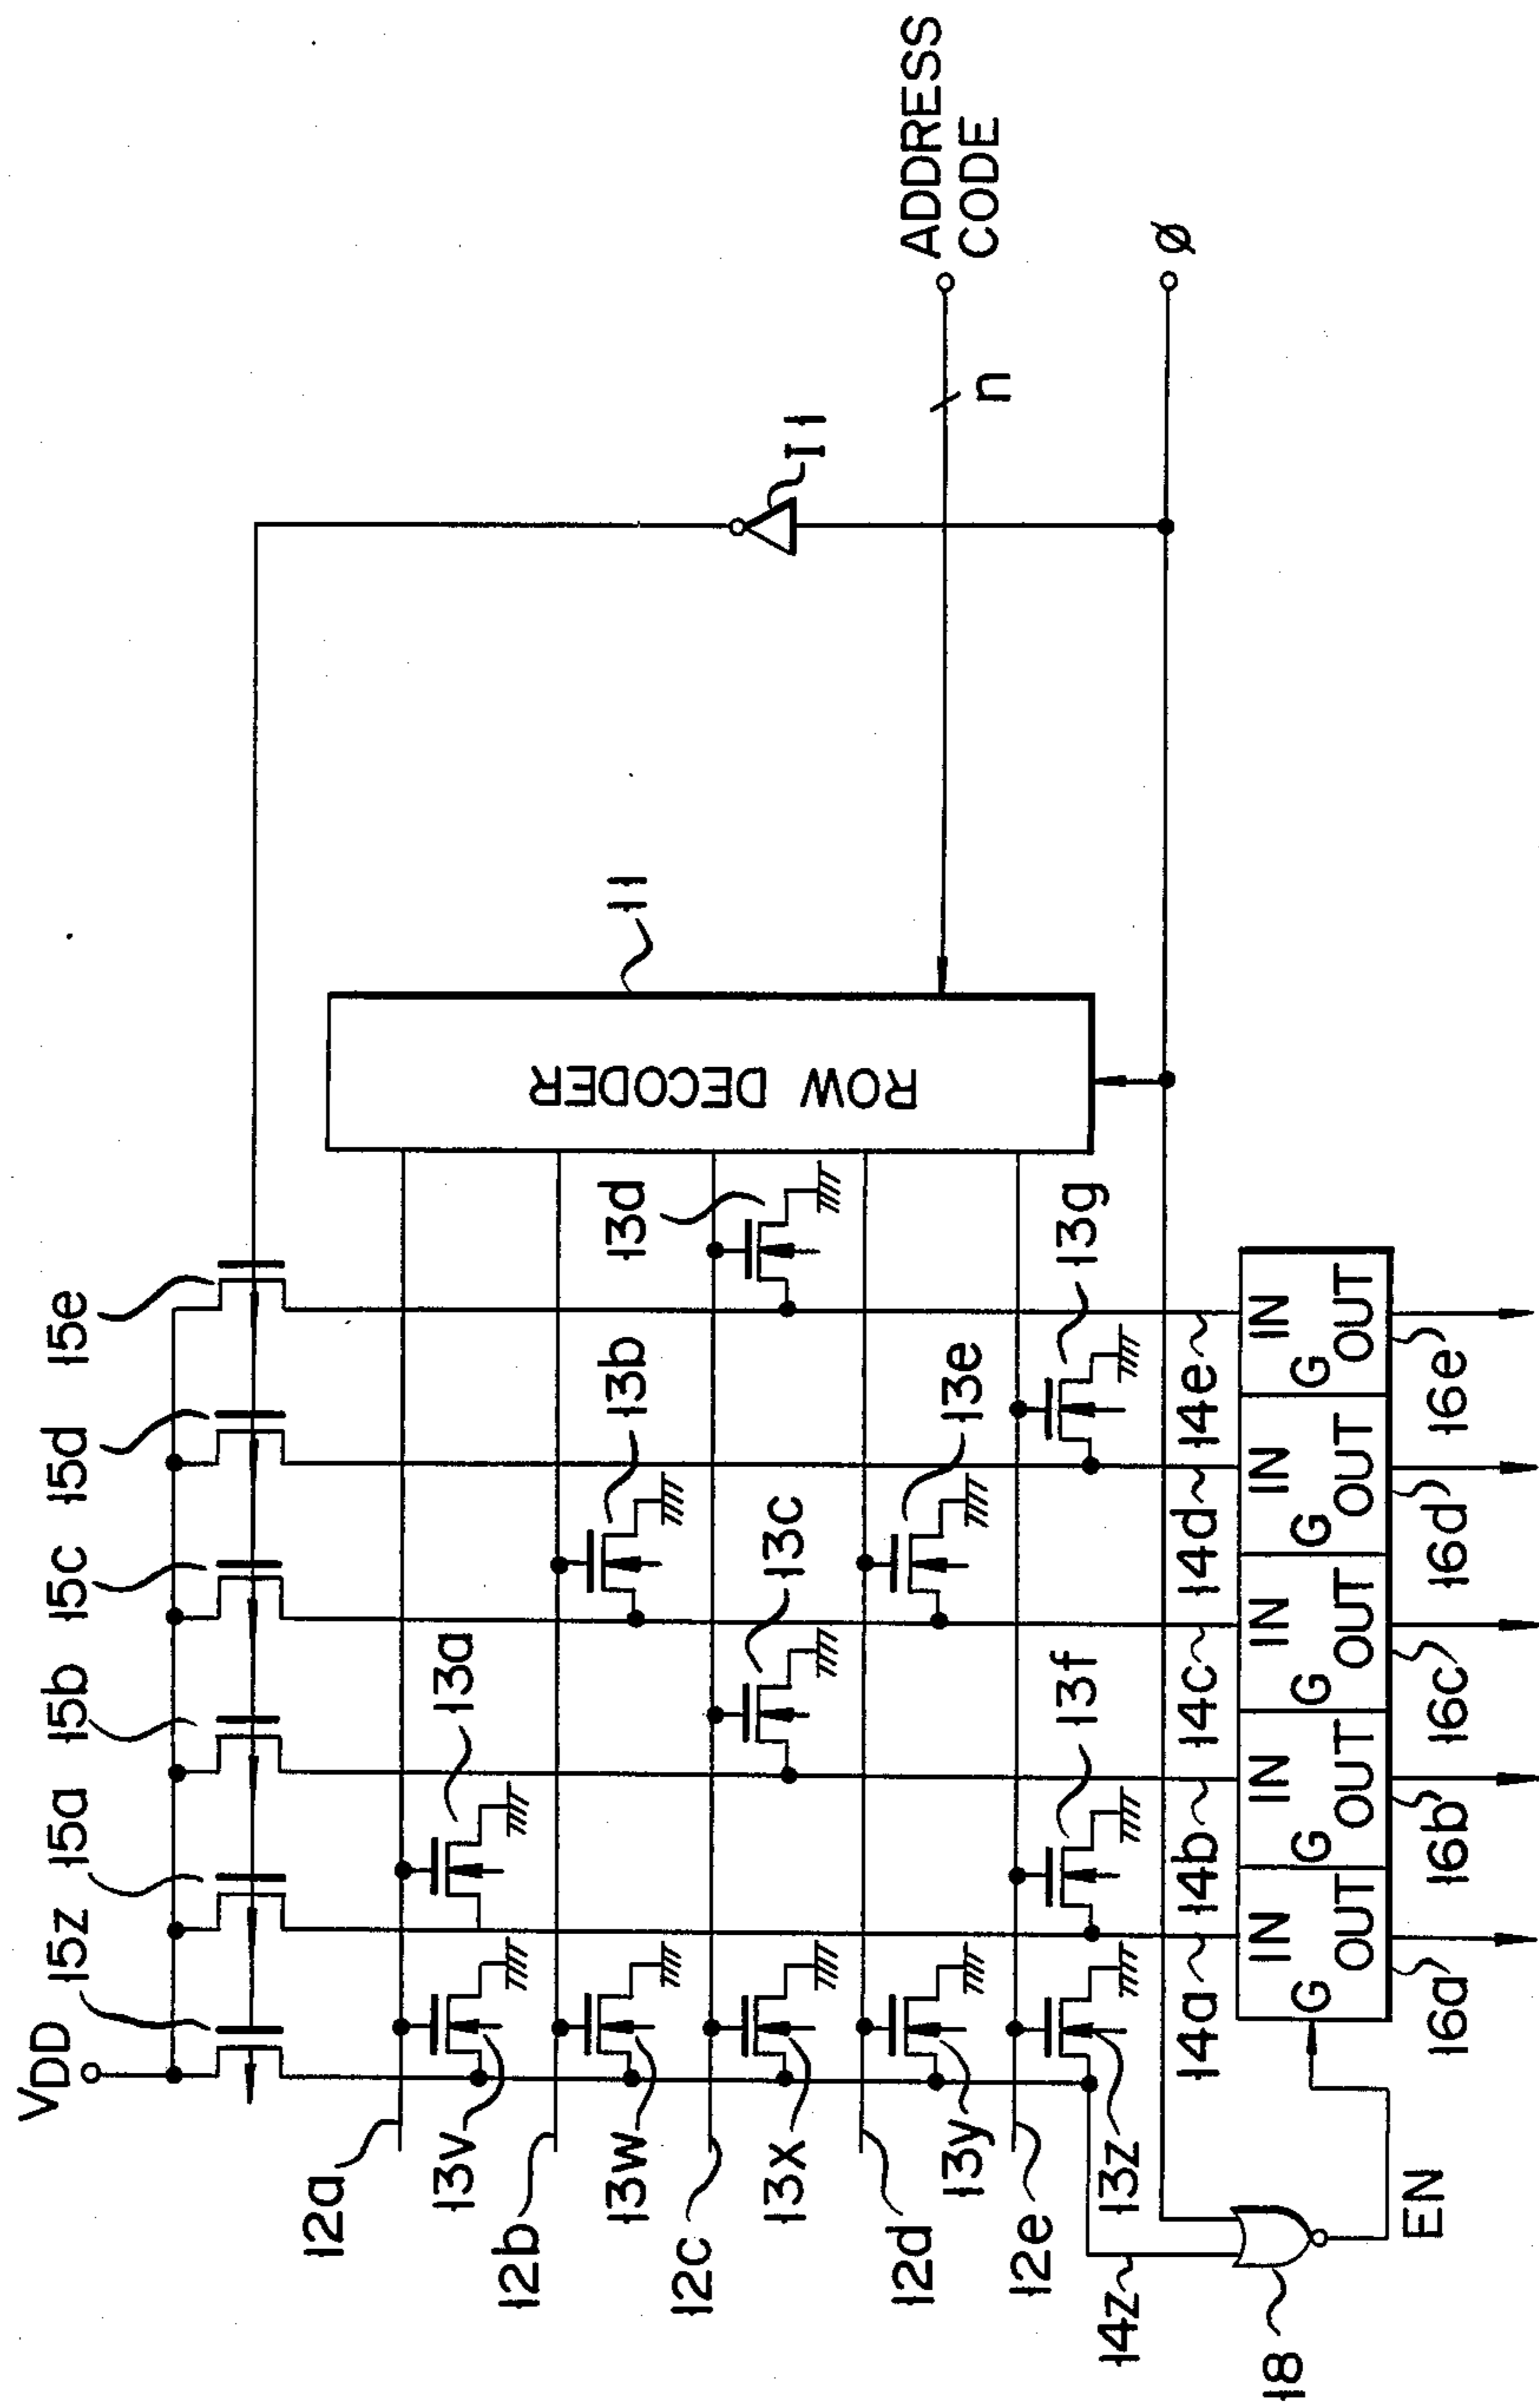 VDD
15z
15a
15b
15c
15d
15e
12a
13v
13a
12b
13w
13b
12c
13x
13c
13d
12d
13y
13e
12e
13z
13f
13g
ROW DECODER
11
I1
ADDRESS
CODE
n
Ø
14z
14a
14b
14c
14d
14e
18
EN
G
IN
OUT
G
IN
OUT
G
IN
OUT
G
IN
OUT
G
IN
OUT
16a
16b
16c
16d
16e